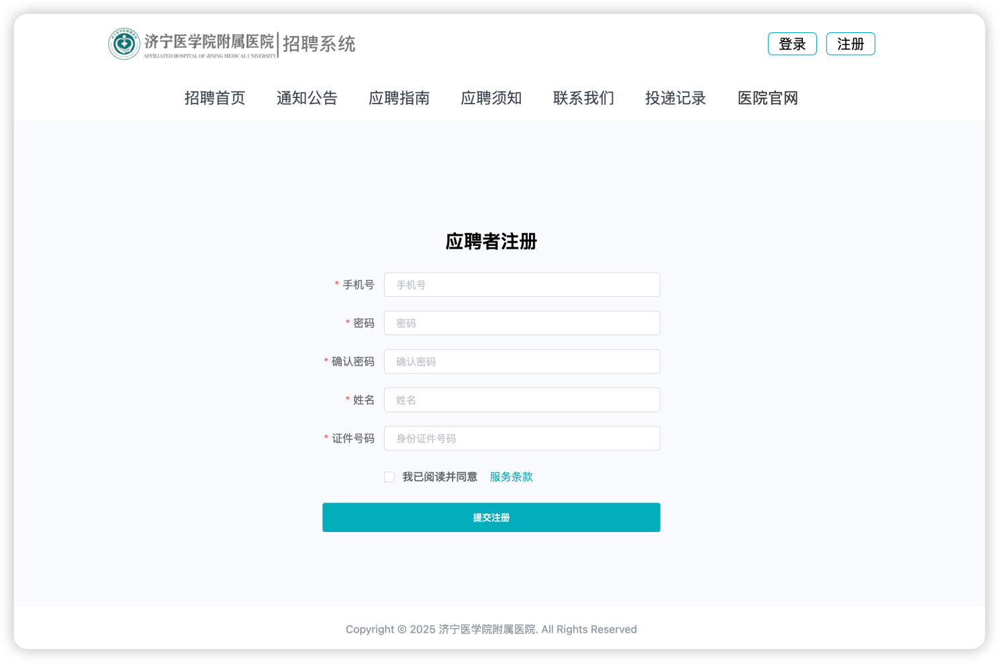 济宁医学院附属医院 招聘系统
AFFILIATED HOSPITAL OF JINING MEDICAL UNIVERSITY
登录 注册
招聘首页 通知公告 应聘指南 应聘须知 联系我们 投递记录 医院官网
应聘者注册
* 手机号 手机号
* 密码 密码
* 确认密码 确认密码
* 姓名 姓名
* 证件号码 身份证件号码
我已阅读并同意 服务条款
提交注册
Copyright © 2025 济宁医学院附属医院. All Rights Reserved